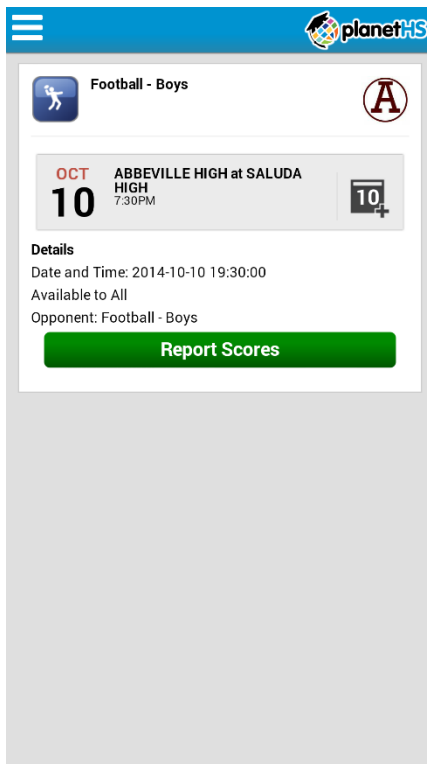 planetHS
Football - Boys
A
OCT
10
ABBEVILLE HIGH at SALUDA
HIGH
7:30PM
10
Details
Date and Time: 2014-10-10 19:30:00
Available to All
Opponent: Football - Boys
Report Scores